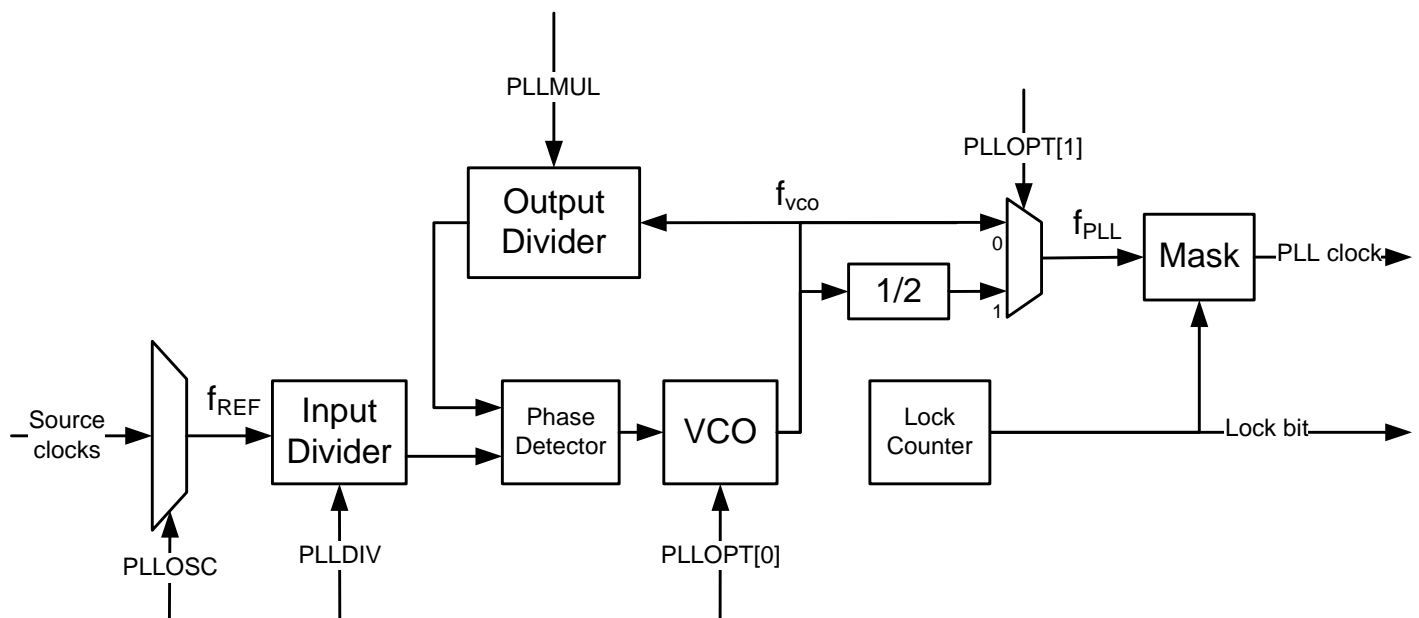 PLLMUL
PLLOPT[1]
Output
Divider
fvco
0
fPLL
Mask
PLL clock
1/2
1
Source
clocks
fREF
Input
Divider
Phase
Detector
VCO
Lock
Counter
Lock bit
PLLOSC
PLLDIV
PLLOPT[0]